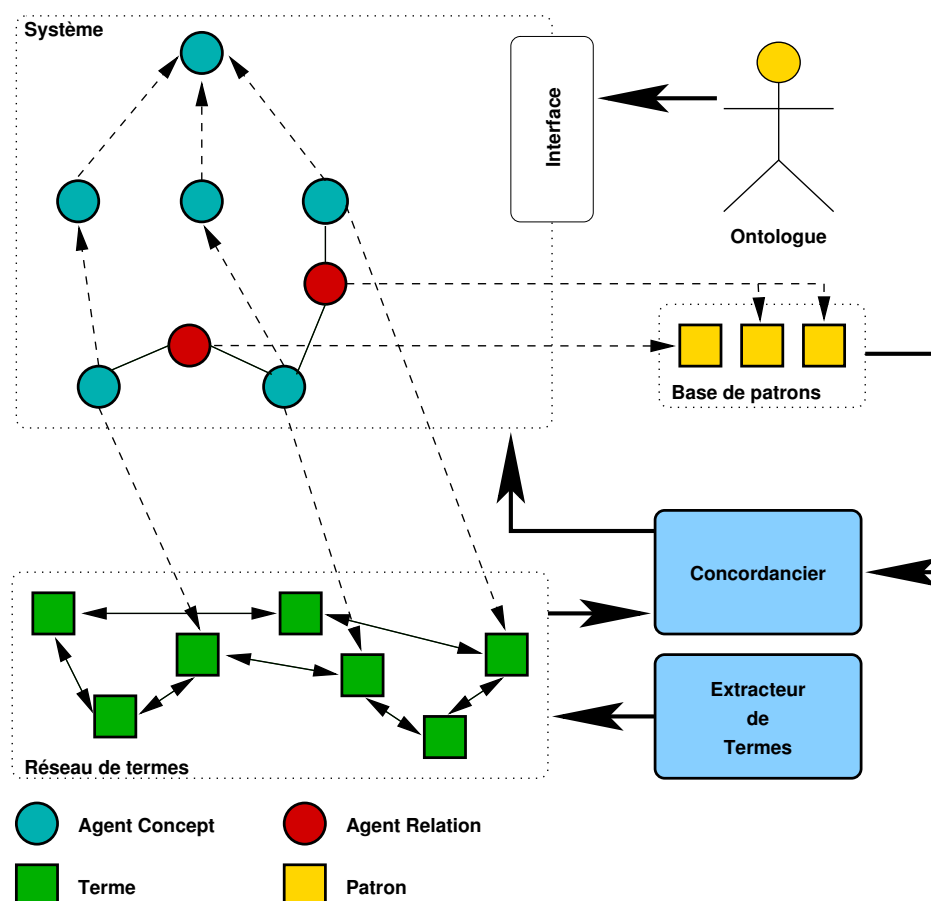 Système
Interface
Ontologue
Base de patrons
Concordancier
Extracteur
de
Termes
Réseau de termes
Agent Concept
Agent Relation
Terme
Patron